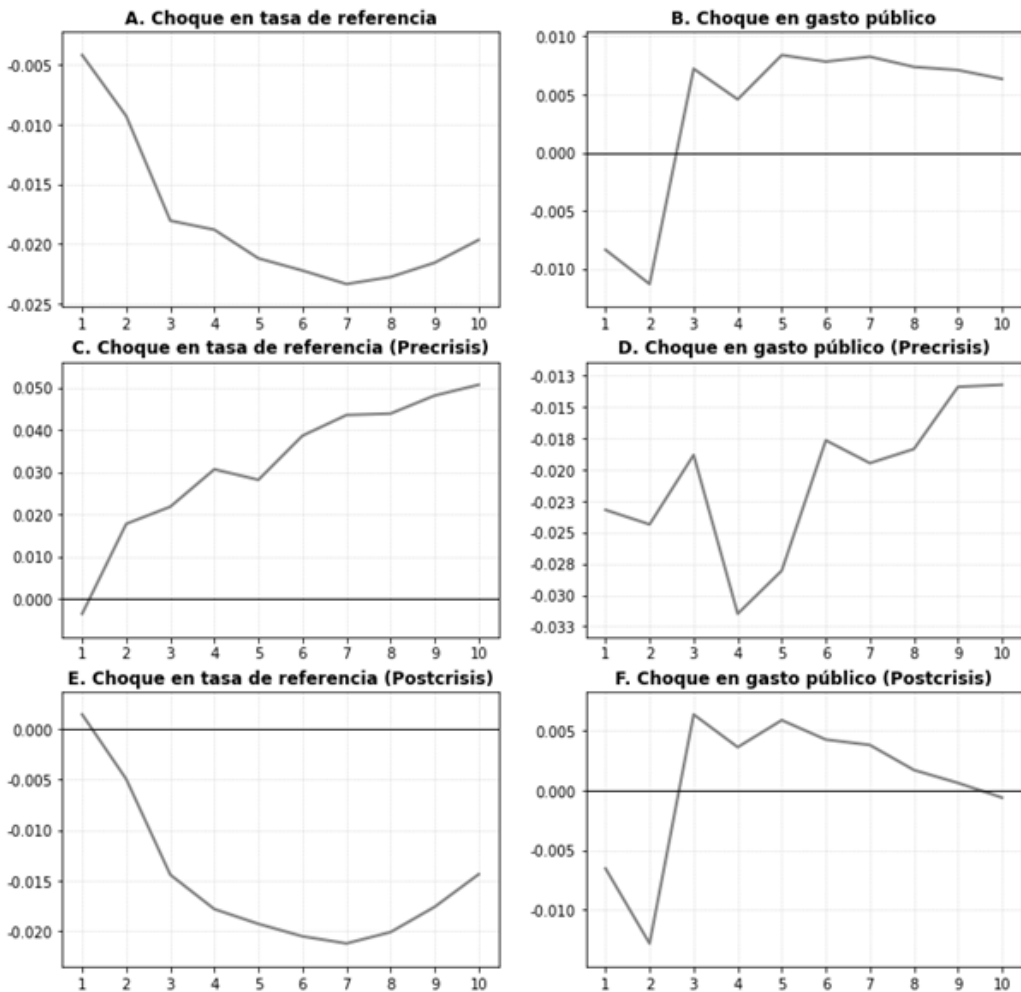 A. Choque en tasa de referencia
-0.005
-0.010
-0.015
-0.020
-0.025
1 2 3 4 5 6 7 8 9 10
B. Choque en gasto público
0.010
0.005
0.000
-0.005
-0.010
1 2 3 4 5 6 7 8 9 10
C. Choque en tasa de referencia (Precrisis)
0.050
0.040
0.030
0.020
0.010
0.000
1 2 3 4 5 6 7 8 9 10
D. Choque en gasto público (Precrisis)
-0.013
-0.015
-0.018
-0.020
-0.023
-0.025
-0.028
-0.030
-0.033
1 2 3 4 5 6 7 8 9 10
E. Choque en tasa de referencia (Postcrisis)
0.000
-0.005
-0.010
-0.015
-0.020
1 2 3 4 5 6 7 8 9 10
F. Choque en gasto público (Postcrisis)
0.005
0.000
-0.005
-0.010
1 2 3 4 5 6 7 8 9 10